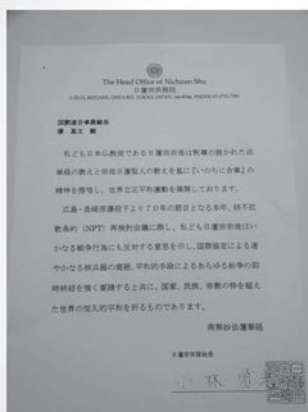 The Head Office of Nichiren Shu
日蓮宗宗務院
国際連合事務総長
潘 基文 殿
私ども日本仏教徒である日蓮宗宗徒は釈尊の説かれた法
華経の教えと宗祖日蓮聖人の教えを基に『いのちに合掌』の
精神を提唱し、世界立正平和運動を展開しております。
広島・長崎原爆投下より70年の節目となる本年、核不拡
散条約(NPT)再検討会議に際し、私ども日蓮宗宗徒はい
かなる戦争行為にも反対する意思を示し、国際協定による速
やかなる核兵器の廃絶、平和的手段によるあらゆる紛争の即
時終結を強く要請すると共に、国家、民族、宗教の枠を超え
た世界の恒久的平和を祈るものであります。
南無妙法蓮華経
日蓮宗宗務総長
小林